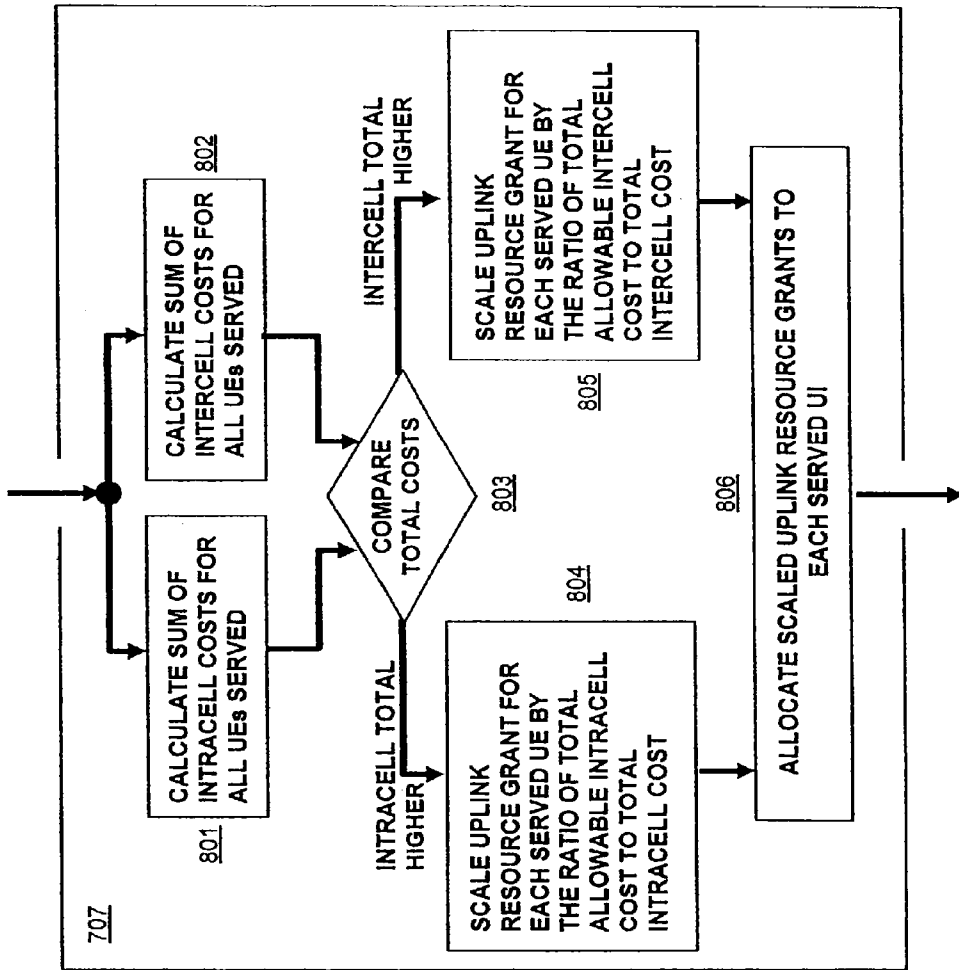 707
801
CALCULATE SUM OF
INTRACELL COSTS FOR
ALL UEs SERVED
802
CALCULATE SUM OF
INTERCELL COSTS FOR
ALL UEs SERVED
COMPARE
TOTAL COSTS
803
INTRACELL TOTAL
HIGHER
INTERCELL TOTAL
HIGHER
SCALE UPLINK
RESOURCE GRANT FOR
EACH SERVED UE BY
THE RATIO OF TOTAL
ALLOWABLE INTRACELL
COST TO TOTAL
INTRACELL COST
804
SCALE UPLINK
RESOURCE GRANT FOR
EACH SERVED UE BY
THE RATIO OF TOTAL
ALLOWABLE INTERCELL
COST TO TOTAL
INTERCELL COST
805
806
ALLOCATE SCALED UPLINK RESOURCE GRANTS TO
EACH SERVED UI